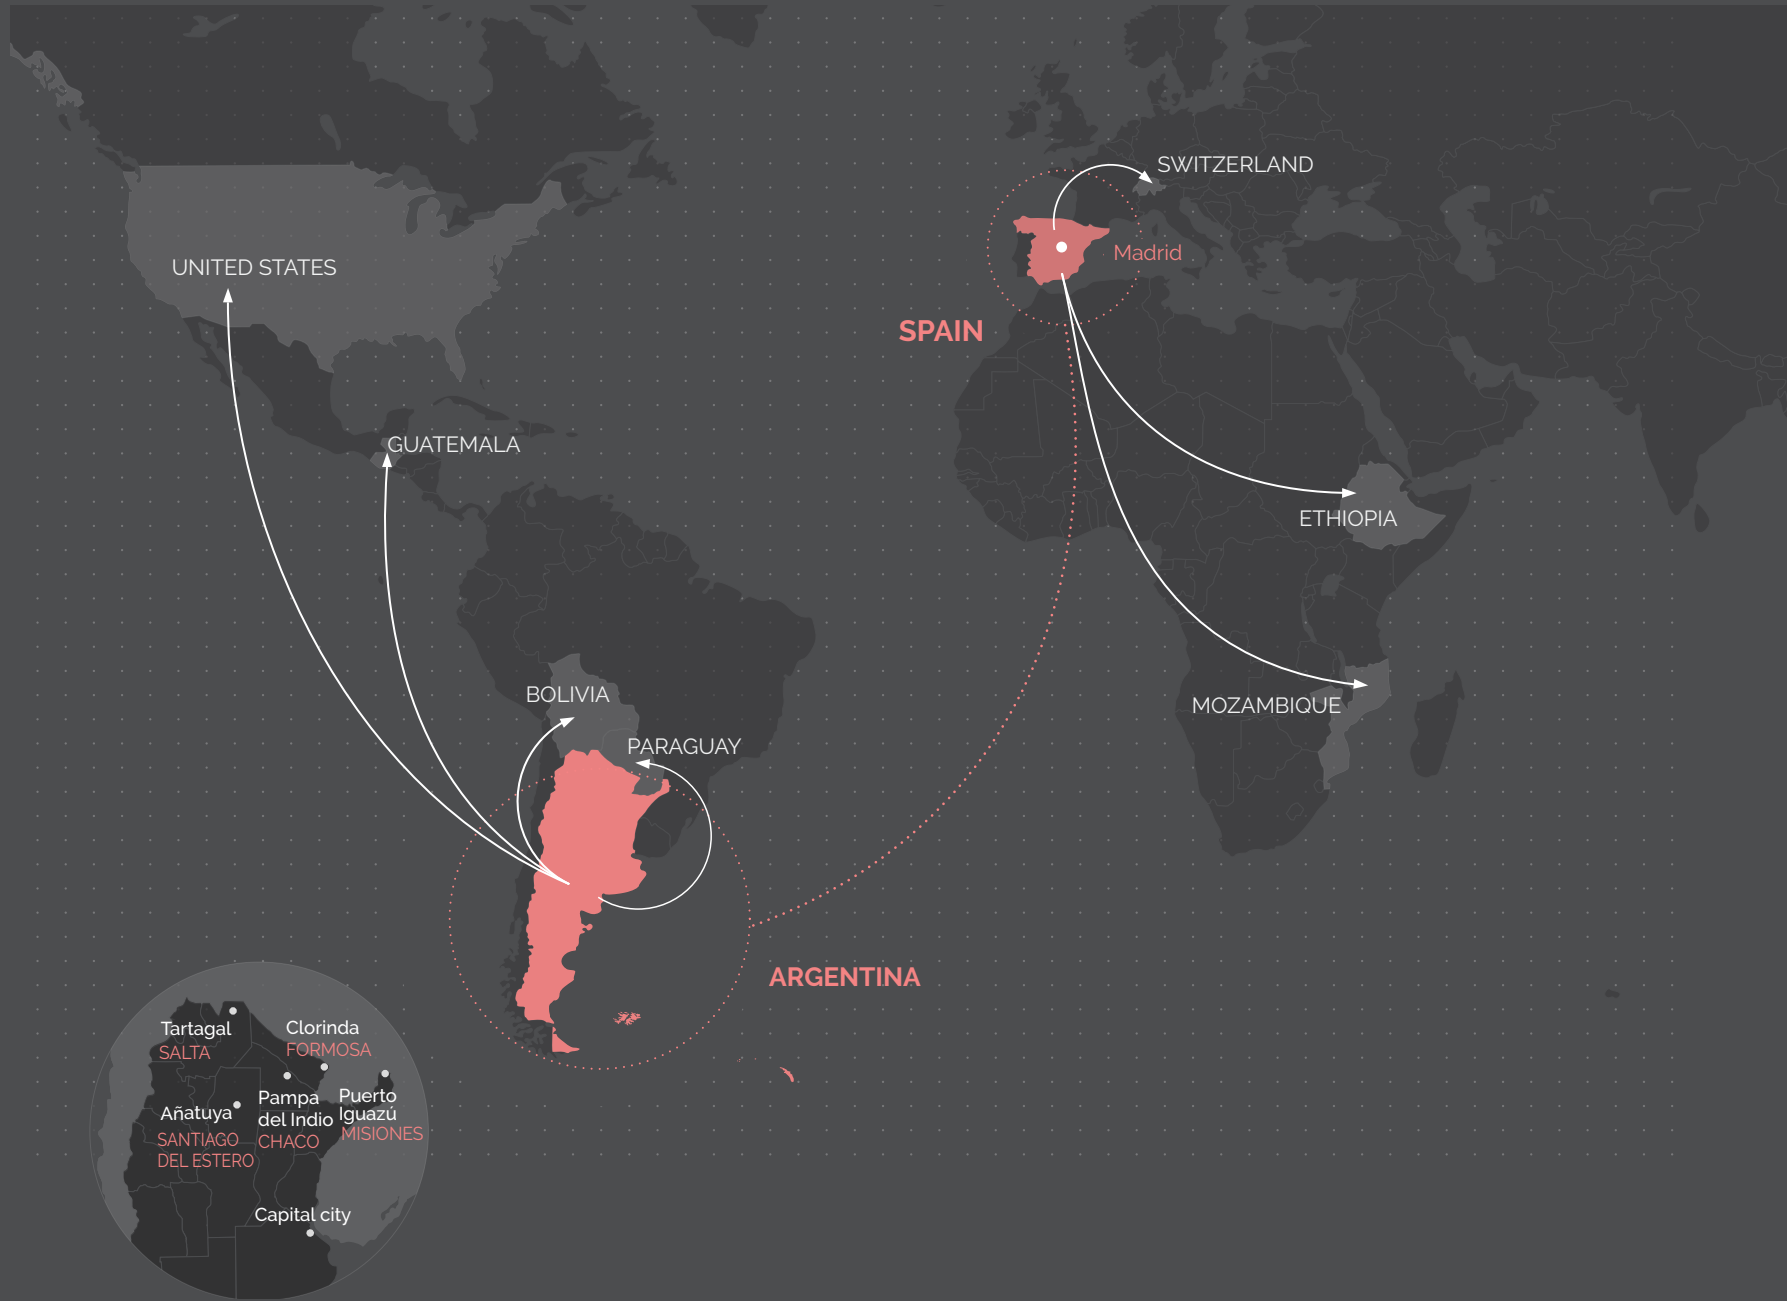 SWITZERLAND
Madrid
UNITED STATES
SPAIN
GUATEMALA
ETHIOPIA
BOLIVIA
MOZAMBIQUE
PARAGUAY
ARGENTINA
Tartagal
SALTA
Clorinda
FORMOSA
Añatuya
SANTIAGO
DEL ESTERO
Pampa
del Indio
CHACO
Puerto
Iguazú
MISIONES
Capital city